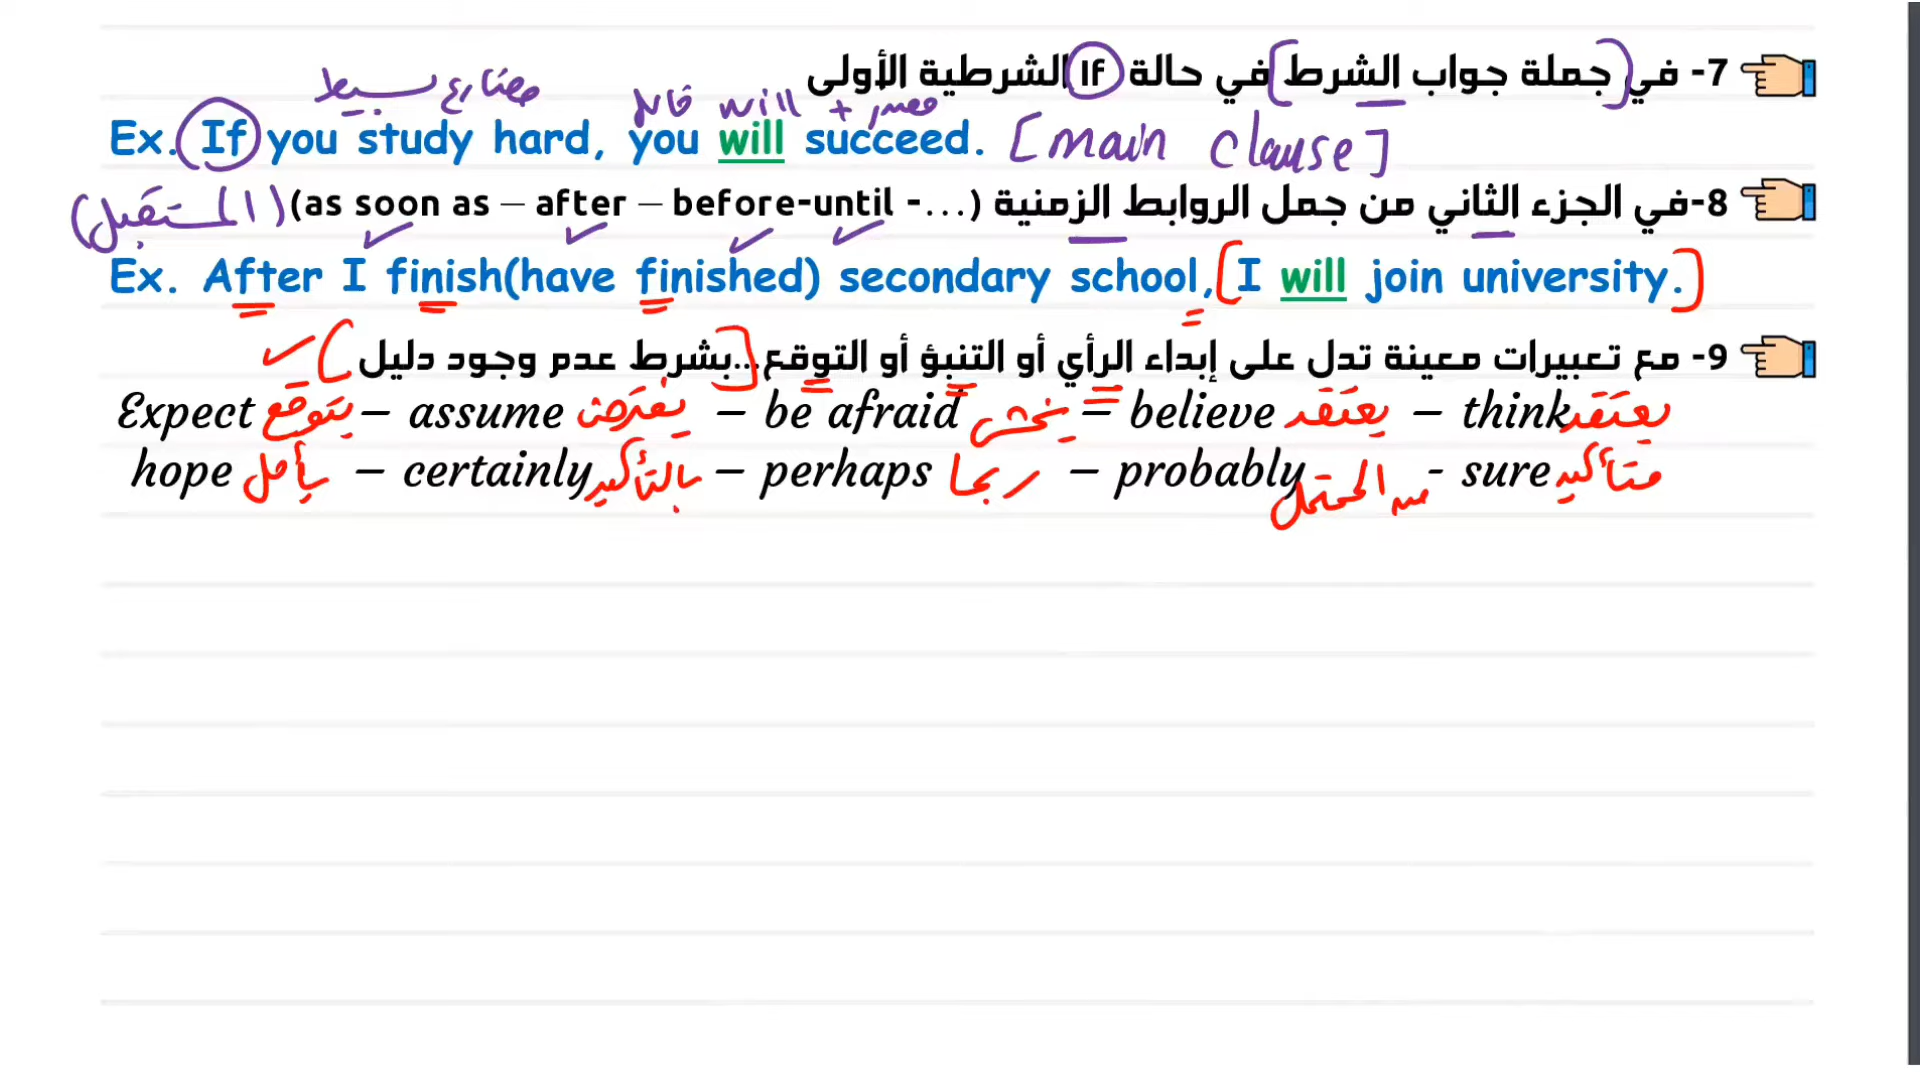 7- في جملة جواب الشرط في حالة If الشرطية الأولى
مضارع بسيط فاعل will + مصدر
Ex. If you study hard, you will succeed. [main clause]
8- في الجزء الثاني من جمل الروابط الزمنية (as soon as – after – before-until -...) (المستقبل)
Ex. After I finish(have finished) secondary school, [I will join university.]
9- مع تعبيرات معينة تدل على إبداء الرأي أو التنبؤ أو التوقع...بشرط عدم وجود دليل
Expect يتوقع – assume يفترض – be afraid يخشى – believe يعتقد – think يعتقد
hope يأمل – certainly بالتأكيد – perhaps ربما – probably من المحتمل - sure متأكد